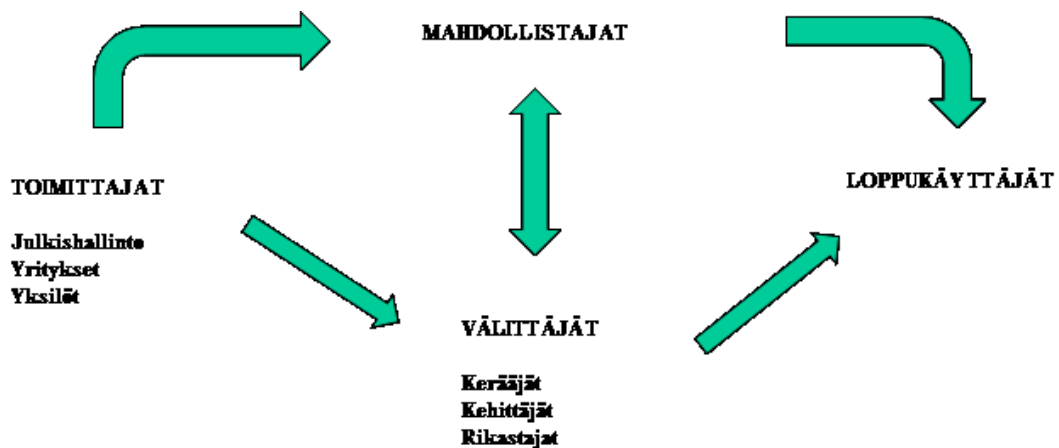 MAHDOLLISTAJAT
TOIMITTAJAT
Julkishallinto
Yritykset
Yksilöt
LOPPUKÄYTTÄJÄT
VÄLITTÄJÄT
Kerääjät
Kehittäjät
Rikastajat